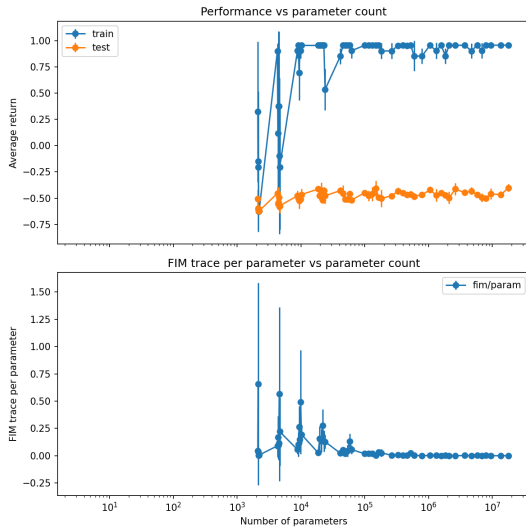 Performance vs parameter count
train
test
1.00
0.75
0.50
0.25
0.00
−0.25
−0.50
−0.75
Average return
FIM trace per parameter vs parameter count
fim/param
1.50
1.25
1.00
0.75
0.50
0.25
0.00
−0.25
FIM trace per parameter
10¹ 10² 10³ 10⁴ 10⁵ 10⁶ 10⁷
Number of parameters